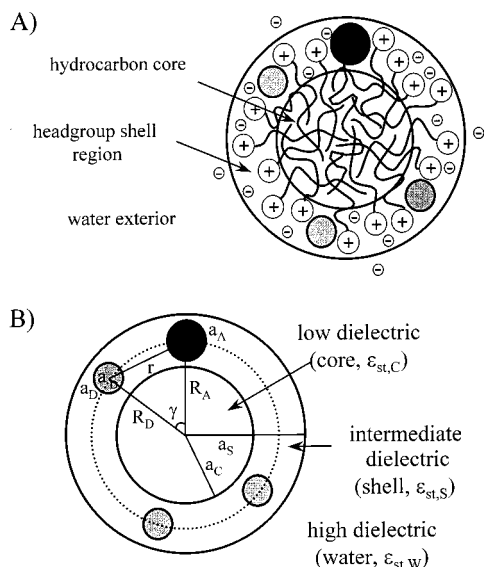 A)
hydrocarbon core
headgroup shell
region
water exterior
B)
a_A
r
a_D
R_A
R_D
γ
a_S
a_C
low dielectric
(core, ε_st,C)
intermediate
dielectric
(shell, ε_st,S)
high dielectric
(water, ε_st,W)